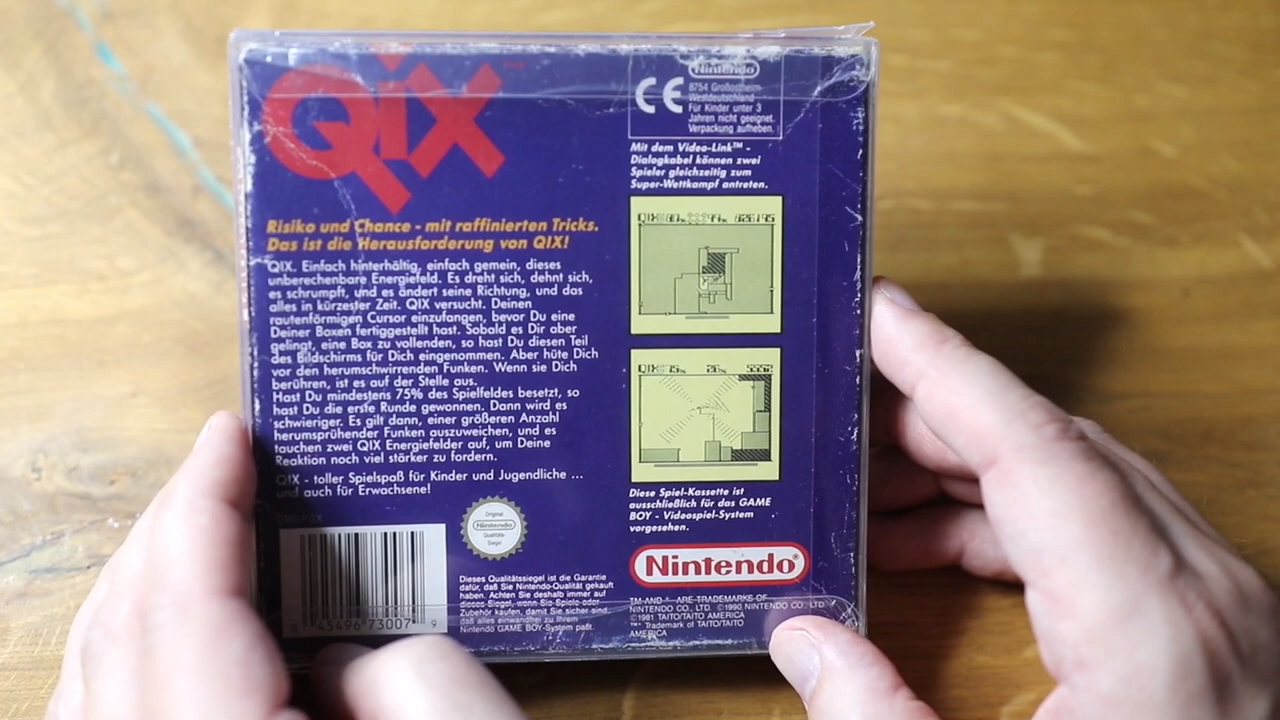 Qix
Risiko und Chance - mit raffinierten Tricks.
Das ist die Herausforderung von QIX!
QIX. Einfach hinterhältig, einfach gemein, dieses
unberechenbare Energiefeld. Es dreht sich, dehnt sich,
es schrumpft, und es ändert seine Richtung, und das
alles in kürzester Zeit. QIX versucht. Deinen
rautenförmigen Cursor einzufangen, bevor Du eine
Deiner Boxen fertiggestellt hast. Sobald es Dir aber
gelingt, eine Box zu vollenden, so hast Du diesen Teil
des Bildschirms für Dich eingenommen. Aber hüte Dich
vor den herumschwirrenden Funken. Wenn sie Dich
berühren, ist es auf der Stelle aus.
Hast Du mindestens 75% des Spielfeldes besetzt, so
hast Du die erste Runde gewonnen. Dann wird es
schwieriger. Es gilt dann, einer größeren Anzahl
herumsprühender Funken auszuweichen, und es
tauchen zwei QIX Energiefelder auf, um Deine
Reaktion noch viel stärker zu fordern.
QIX - toller Spielspaß für Kinder und Jugendliche ...
und auch für Erwachsene!
45496 73007 9
Original
Nintendo
Qualitäts-
Siegel
Dieses Qualitätssiegel ist die Garantie
dafür, daß Sie Nintendo-Qualität gekauft
haben. Achten Sie deshalb immer auf
dieses Siegel, wenn Sie Spiele oder
Zubehör kaufen, damit Sie sicher sind,
daß alles einwandfrei zu Ihrem
Nintendo GAME BOY-System paßt.
CE
Nintendo
8754 Großostheim-
Westdeutschland
Für Kinder unter 3
Jahren nicht geeignet.
Verpackung aufheben.
Mit dem Video-Link™ -
Dialogkabel können zwei
Spieler gleichzeitig zum
Super-Wettkampf antreten.
QIX
QIX
Diese Spiel-Kassette ist
ausschließlich für das GAME
BOY - Videospiel-System
vorgesehen.
Nintendo®
TM AND ® ARE TRADEMARKS OF
NINTENDO CO., LTD. ©1990 NINTENDO CO., LTD.
©1981 TAITO/TAITO AMERICA
™* Trademark of TAITO/TAITO
AMERICA